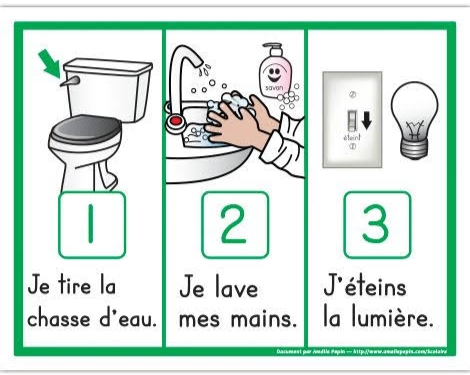 savon
éteint
1
2
3
Je tire la
chasse d'eau.
Je lave
mes mains.
J'éteins
la lumière.
Document par Amélie Pepin — http://www.ameliepepin.com/Scolaire